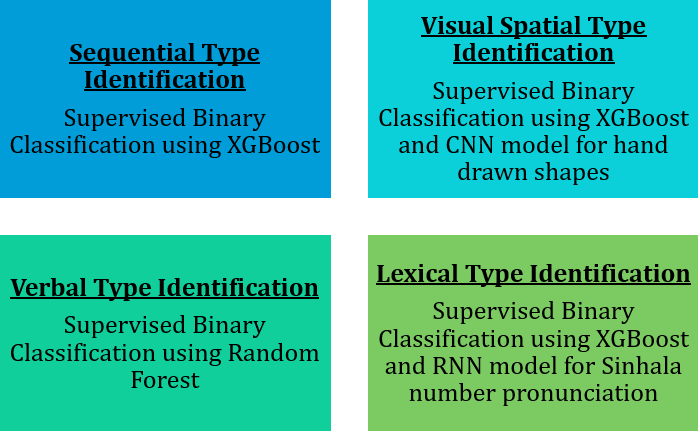 Sequential Type
Identification
Supervised Binary
Classification using XGBoost
Visual Spatial Type
Identification
Supervised Binary
Classification using XGBoost
and CNN model for hand
drawn shapes
Verbal Type Identification
Supervised Binary
Classification using Random
Forest
Lexical Type Identification
Supervised Binary
Classification using XGBoost
and RNN model for Sinhala
number pronunciation